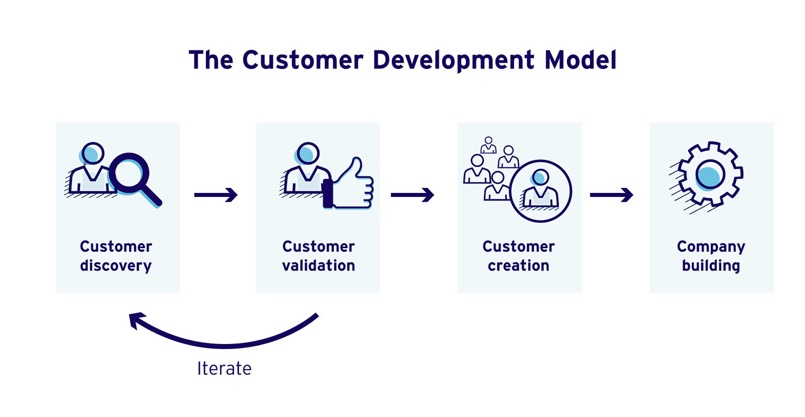 The Customer Development Model
Customer
discovery
Customer
validation
Customer
creation
Company
building
Iterate